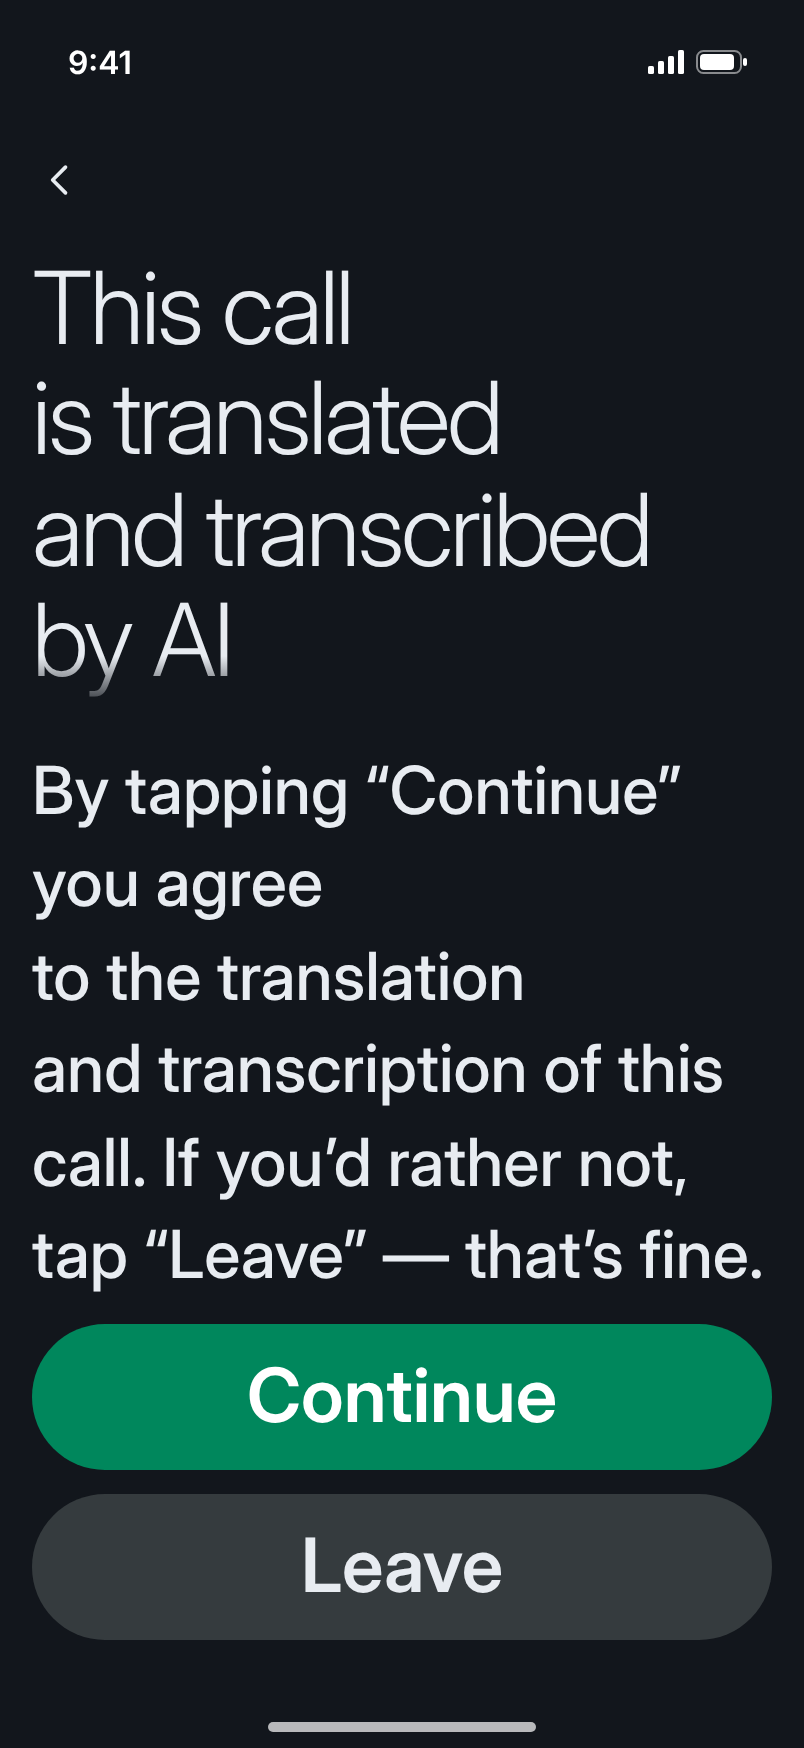 9:41
This call
is translated
and transcribed
by AI
By tapping “Continue”
you agree
to the translation
and transcription of this
call. If you’d rather not,
tap “Leave” — that’s fine.
Continue
Leave